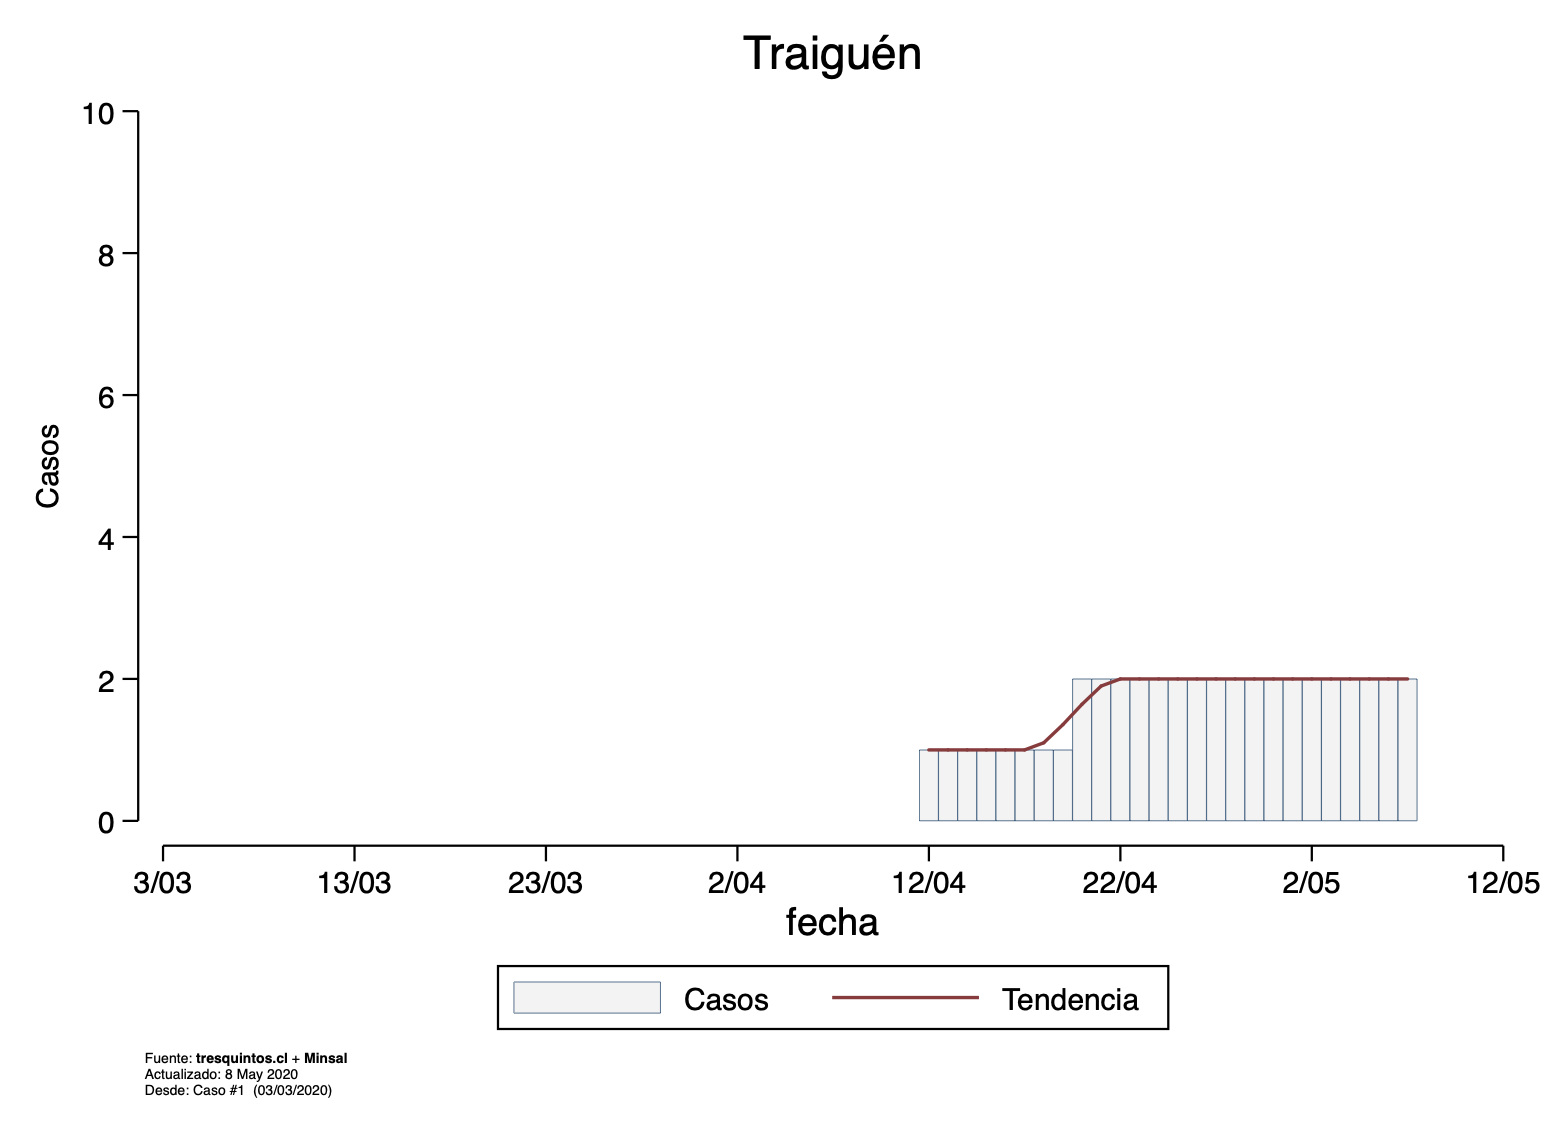 Traiguén
10
8
6
4
2
0
Casos
3/03 13/03 23/03 2/04 12/04 22/04 2/05 12/05
fecha
Casos Tendencia
Fuente: tresquintos.cl + Minsal
Actualizado: 8 May 2020
Desde: Caso #1 (03/03/2020)